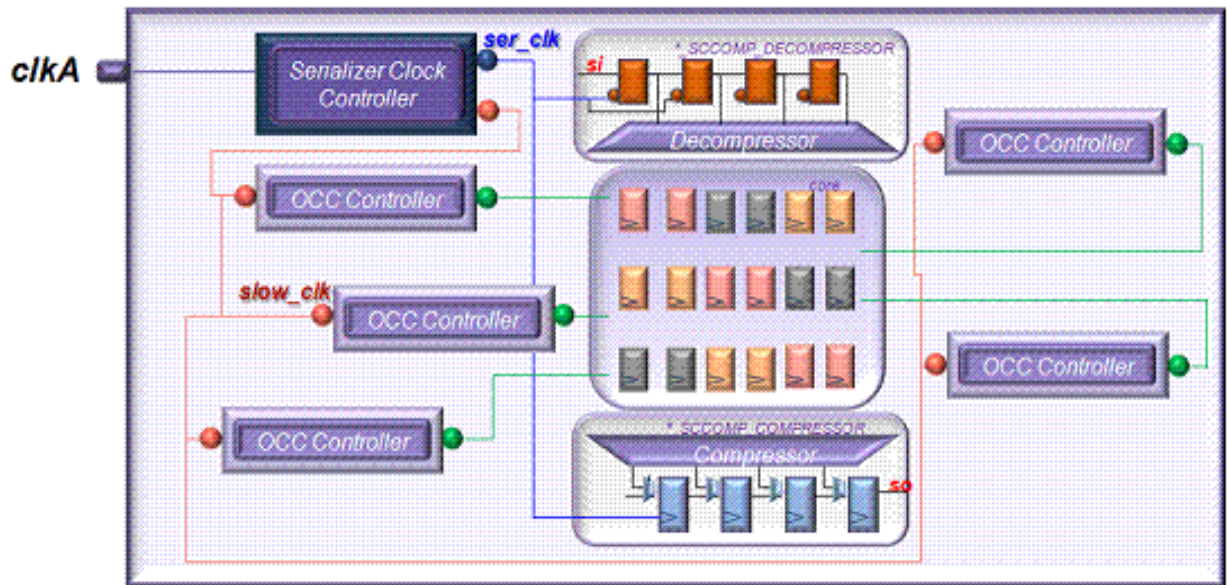 clkA
Serializer Clock
Controller
ser_clk
* SCCOMP_DECOMPRESSOR
si
Decompressor
OCC Controller
OCC Controller
core
slow_clk
OCC Controller
OCC Controller
OCC Controller
* SCCOMP_COMPRESSOR
Compressor
so